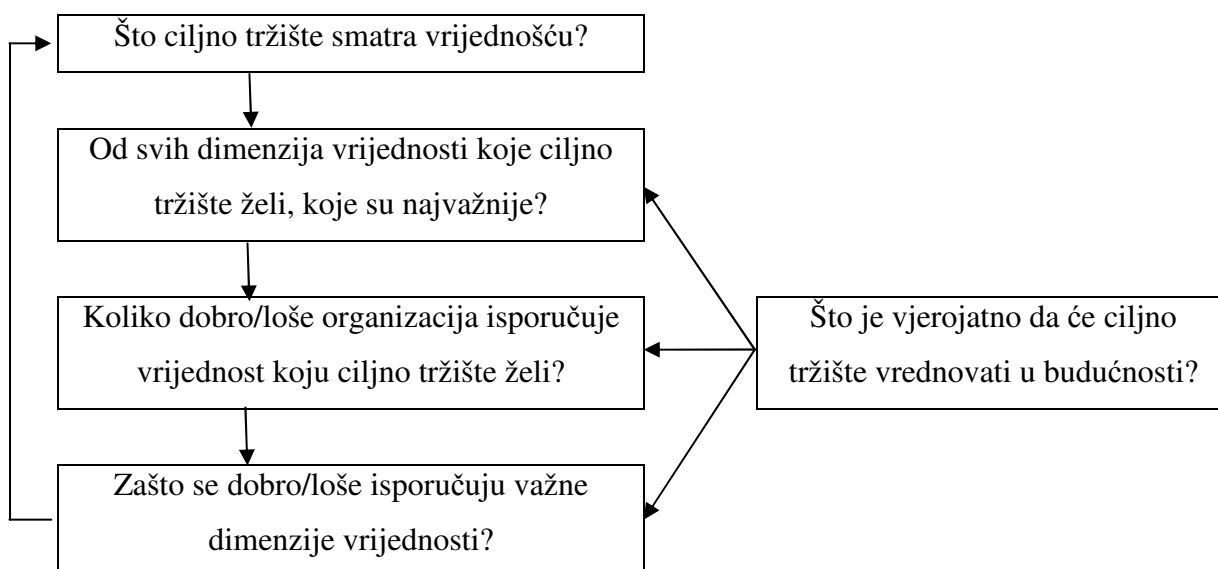 Što ciljno tržište smatra vrijednošću?
Od svih dimenzija vrijednosti koje ciljno
tržište želi, koje su najvažnije?
Koliko dobro/loše organizacija isporučuje
vrijednost koju ciljno tržište želi?
Što je vjerojatno da će ciljno
tržište vrednovati u budućnosti?
Zašto se dobro/loše isporučuju važne
dimenzije vrijednosti?